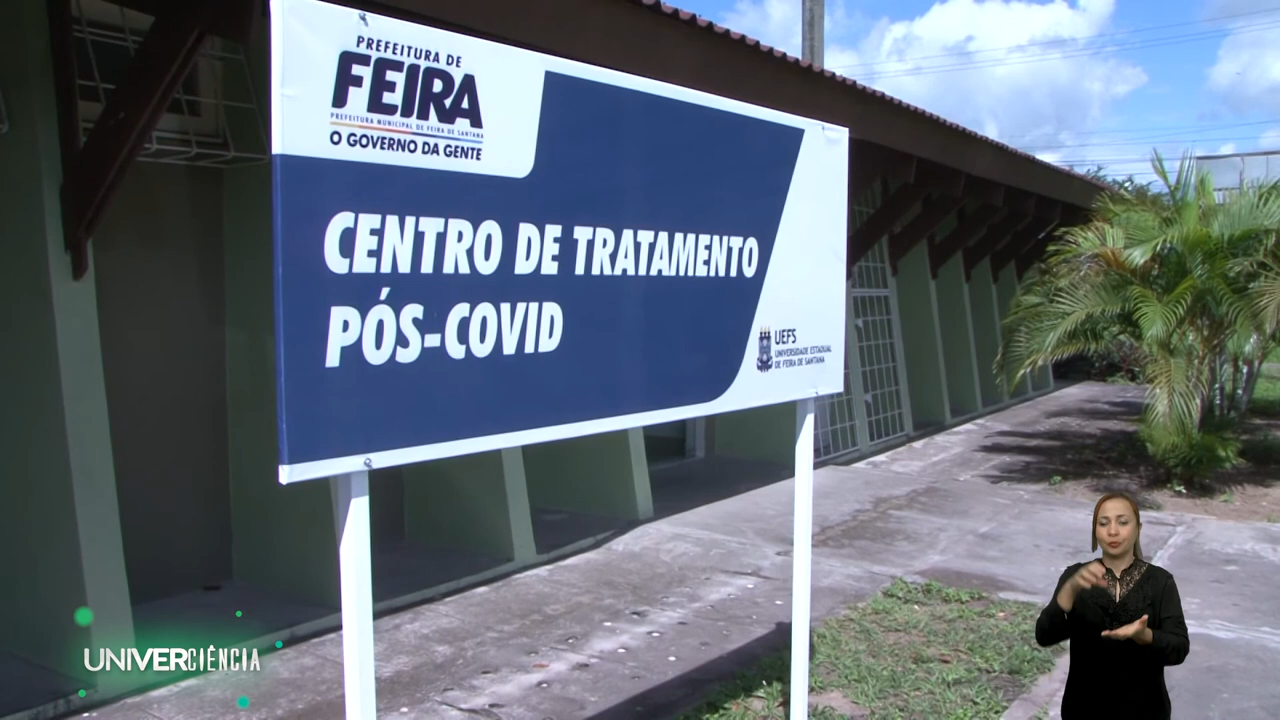 PREFEITURA DE
FEIRA
PREFEITURA MUNICIPAL DE FEIRA DE SANTANA
O GOVERNO DA GENTE
CENTRO DE TRATAMENTO
PÓS-COVID
UEFS
UNIVERSIDADE ESTADUAL
DE FEIRA DE SANTANA
UNIVERCIÊNCIA